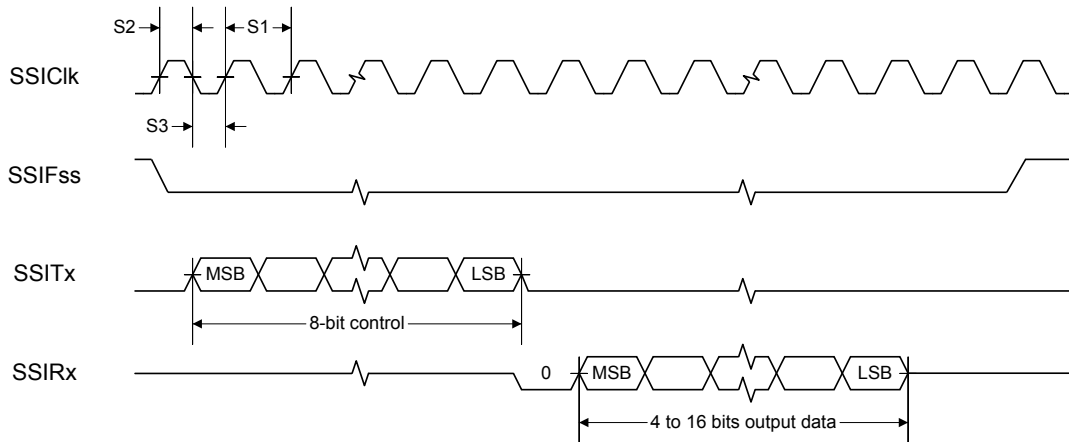 S2
S1
SSIClk
S3
SSIFss
SSITx
MSB
LSB
8-bit control
SSIRx
0
MSB
LSB
4 to 16 bits output data